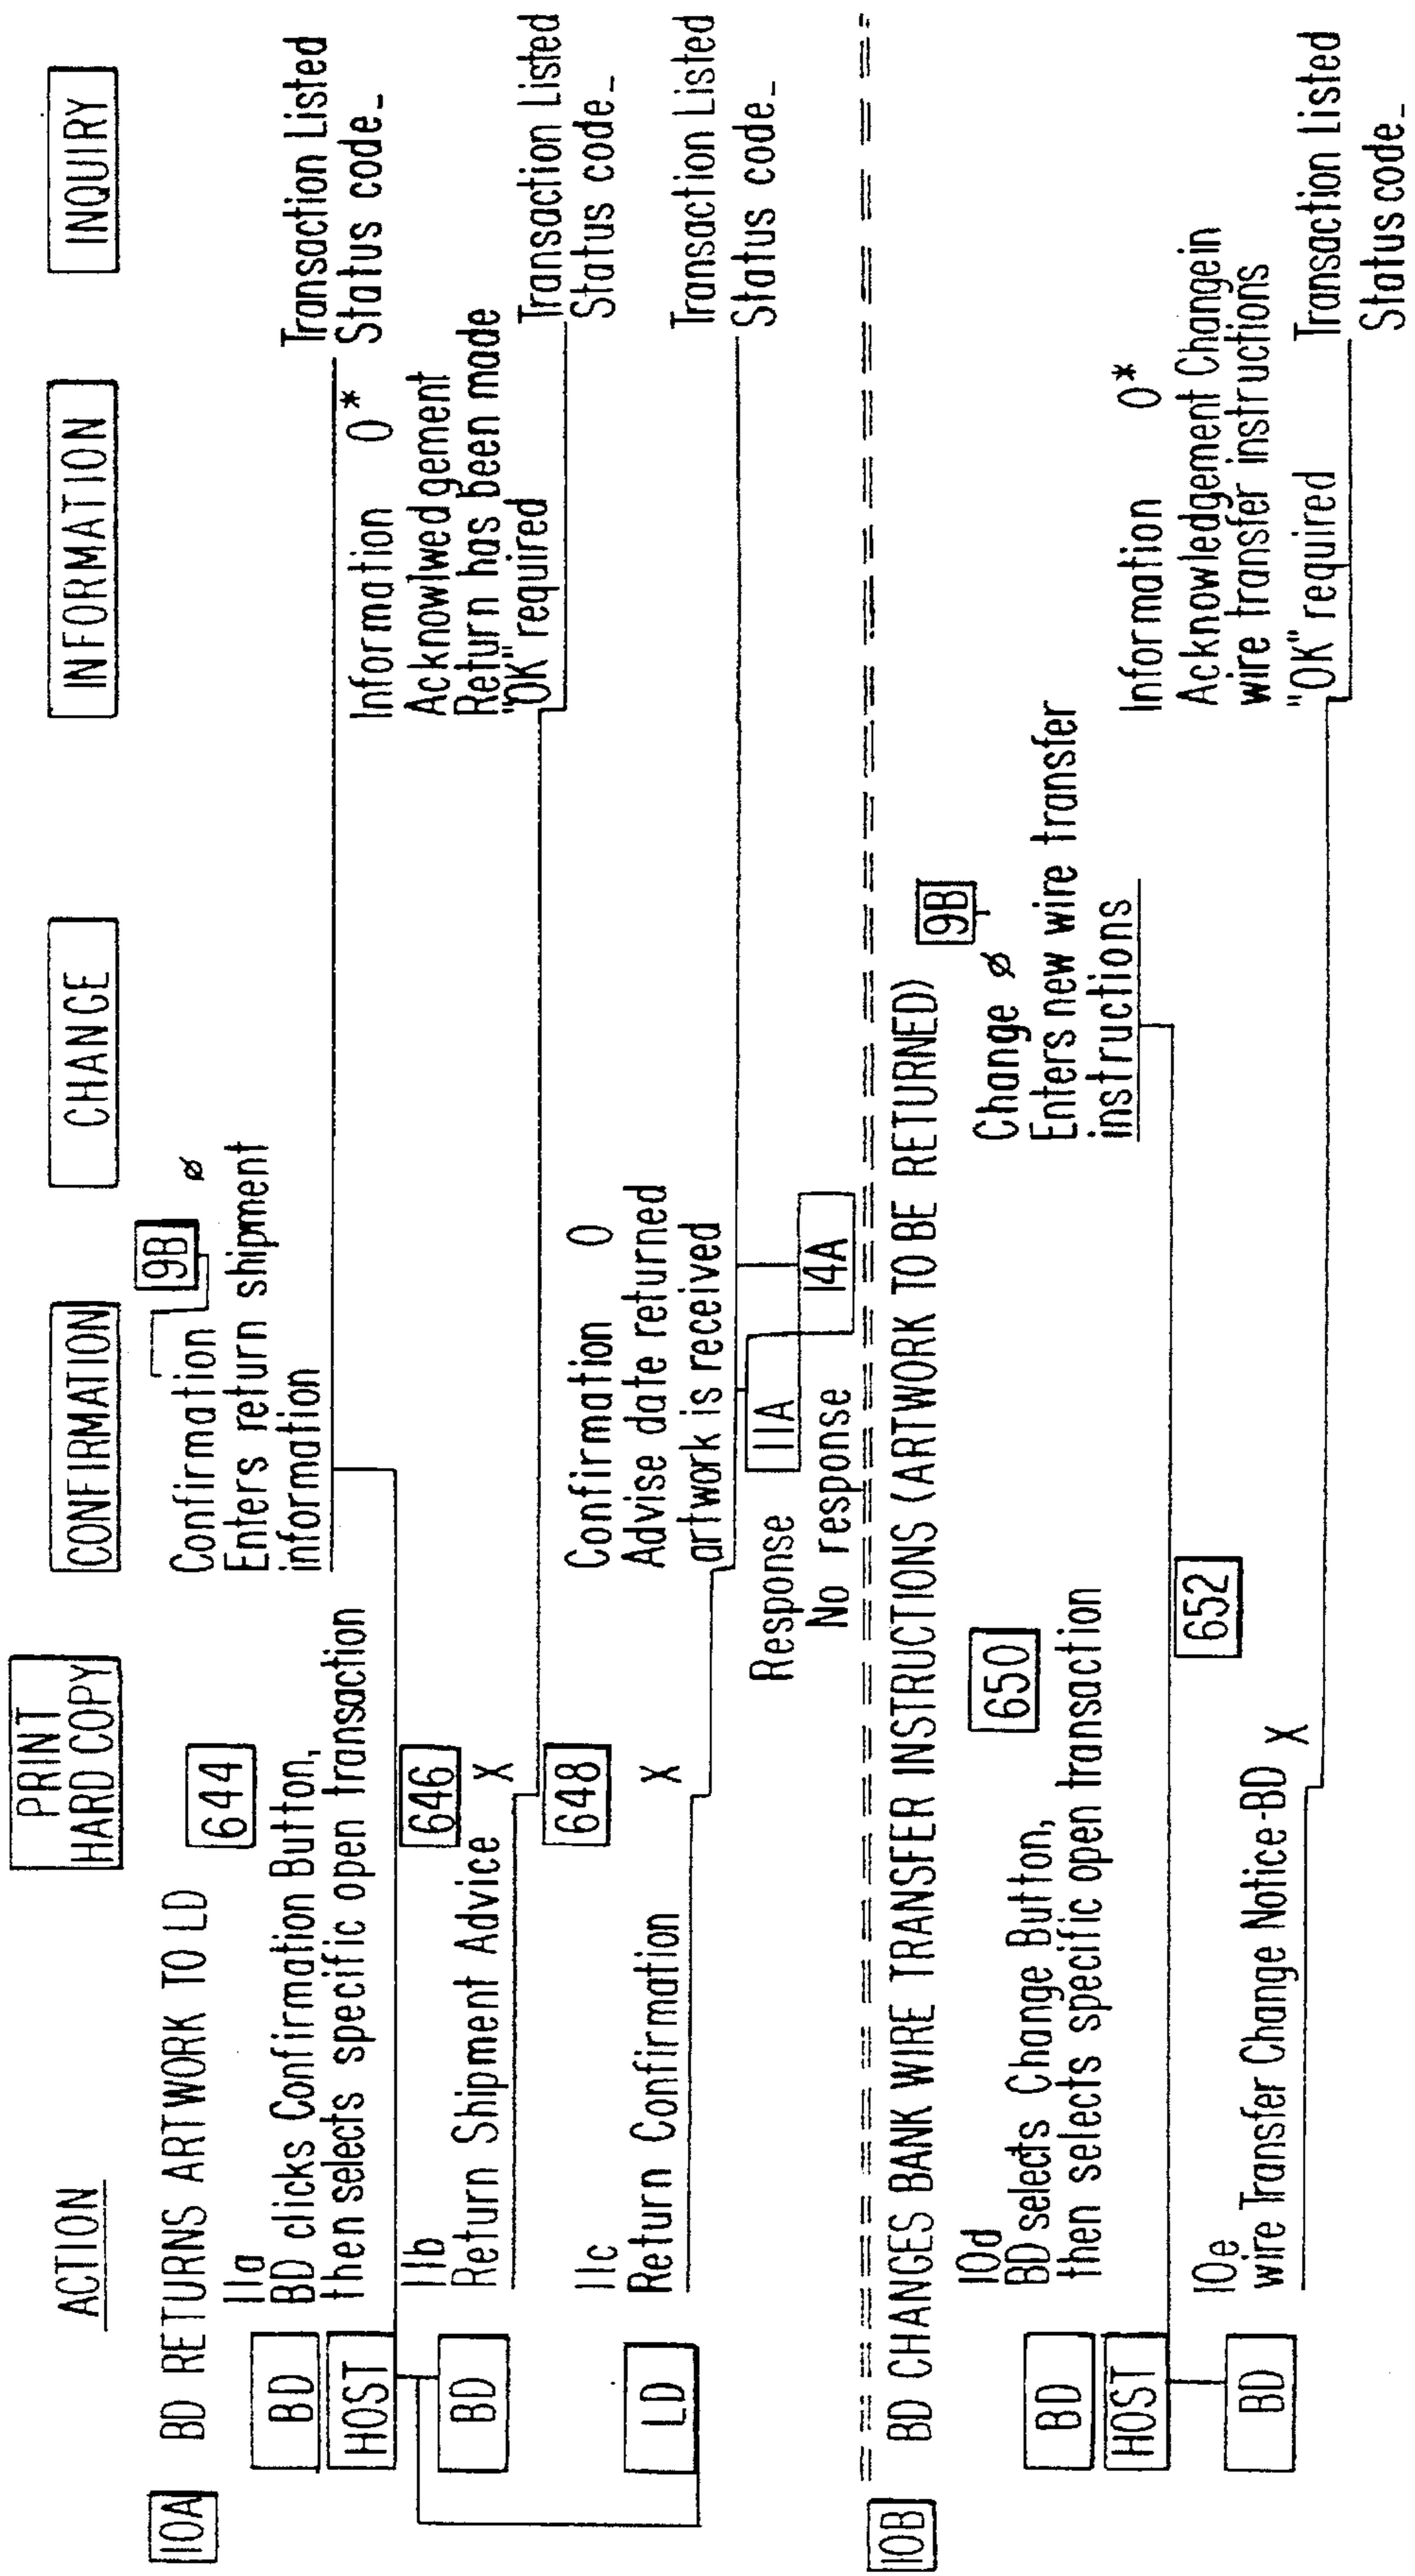 ACTION
PRINT
HARD COPY
CONFIRMATION
CHANGE
INFORMATION
INQUIRY
10A
BD RETURNS ARTWORK TO LD
644
9B
11a
BD
BD clicks Confirmation Button,
then selects specific open transaction
HOST
Confirmation Ø
Enters return shipment
information
Transaction Listed
Status code_
11b
646
BD
Return Shipment Advice X
Information O*
Acknowlwedgement
Return has been made
"OK" required
Transaction Listed
Status code_
11c
648
LD
Return Confirmation X
Confirmation O
Advise date returned
artwork is received
Transaction Listed
Status code_
Response
11A
No response
14A
10B
BD CHANGES BANK WIRE TRANSFER INSTRUCTIONS (ARTWORK TO BE RETURNED)
9B
10d
650
BD
BD selects Change Button,
then selects specific open transaction
HOST
Change Ø
Enters new wire transfer
instructions
652
10e
BD
wire Transfer Change Notice-BD X
Information O*
Acknowledgement Changein
wire transfer instructions
"OK" required
Transaction Listed
Status code_